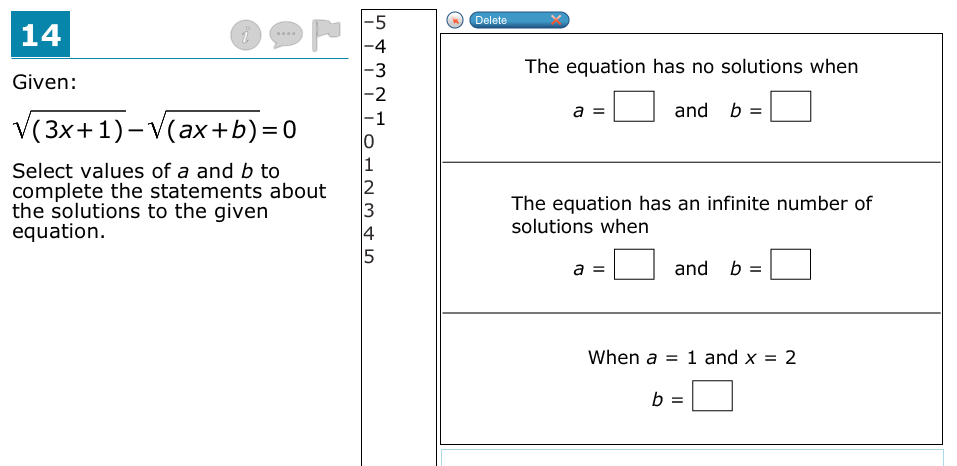 14
i
Given:
√(3x+1)−√(ax+b)=0
Select values of a and b to
complete the statements about
the solutions to the given
equation.
−5
−4
−3
−2
−1
0
1
2
3
4
5
Delete
The equation has no solutions when
a = and b =
The equation has an infinite number of
solutions when
a = and b =
When a = 1 and x = 2
b =